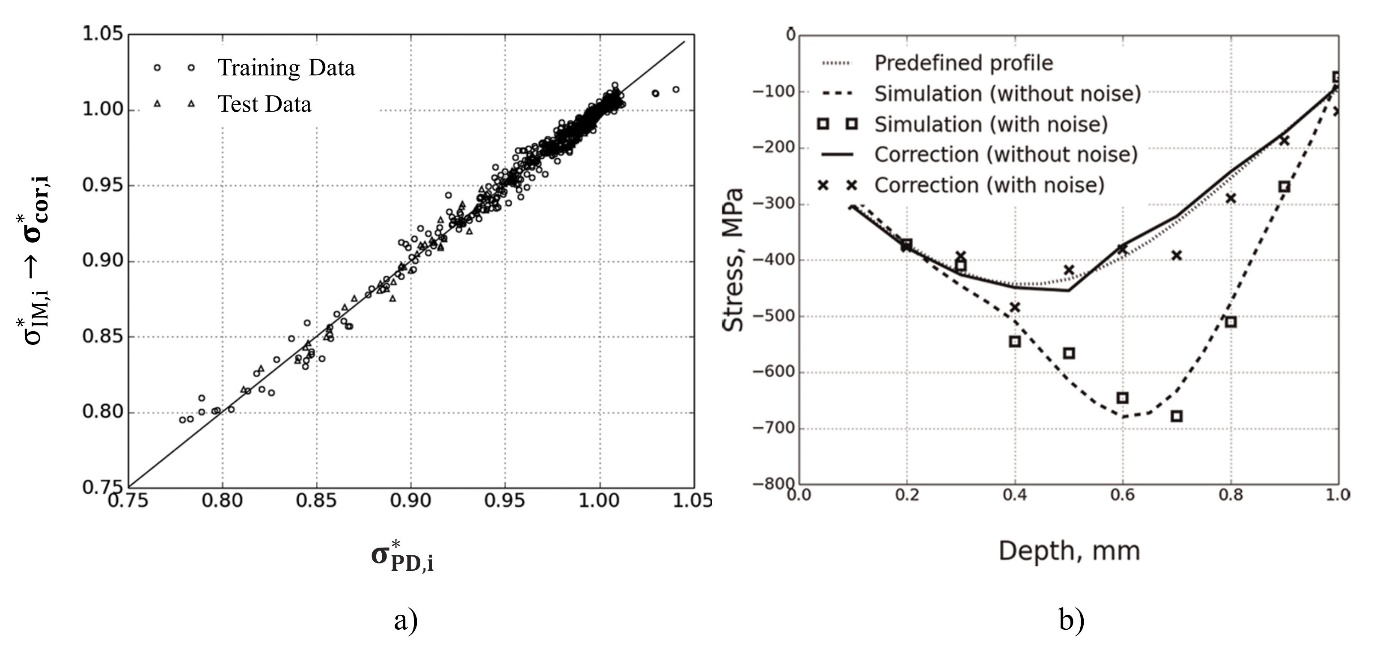 1.05
1.00
0.95
0.90
0.85
0.80
0.75
0.75 0.80 0.85 0.90 0.95 1.00 1.05
Training Data
Test Data
σ*IM,i → σ*cor,i
σ*PD,i
a)
0
−100
−200
−300
−400
−500
−600
−700
−800
0.0 0.2 0.4 0.6 0.8 1.0
Predefined profile
Simulation (without noise)
Simulation (with noise)
Correction (without noise)
Correction (with noise)
Stress, MPa
Depth, mm
b)